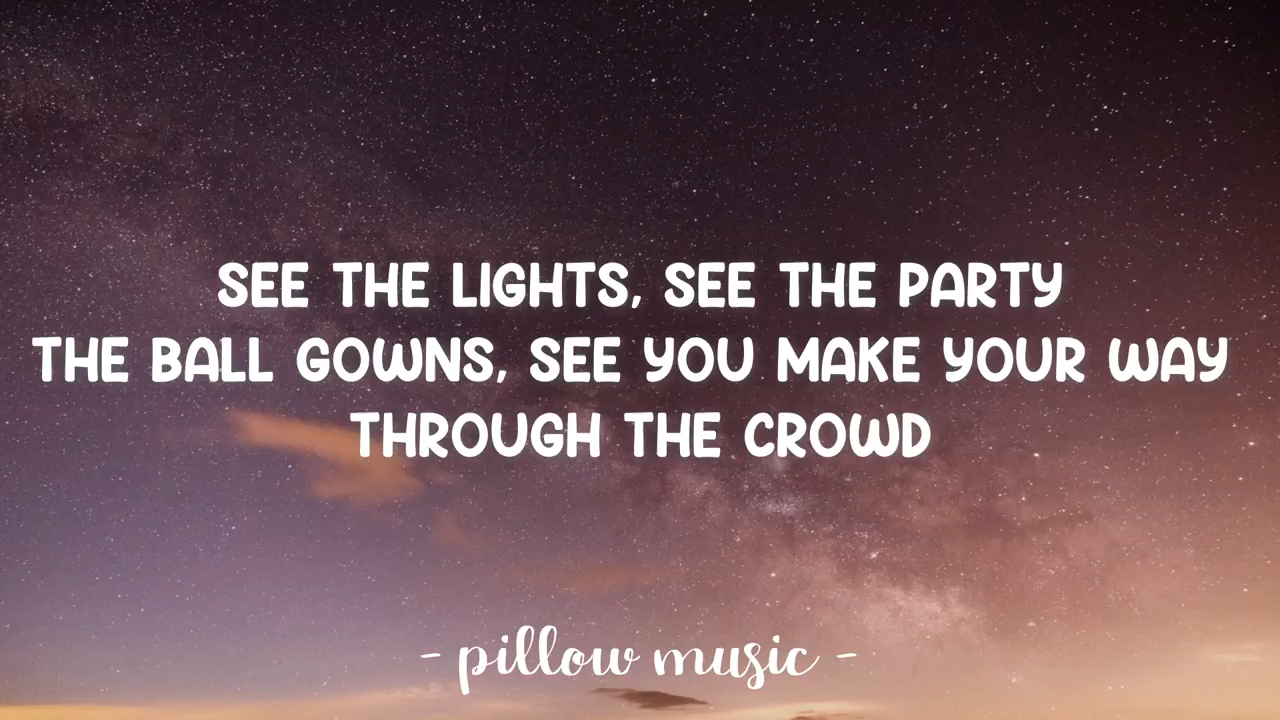 SEE THE LIGHTS, SEE THE PARTY
THE BALL GOWNS, SEE YOU MAKE YOUR WAY
THROUGH THE CROWD
- pillow music -